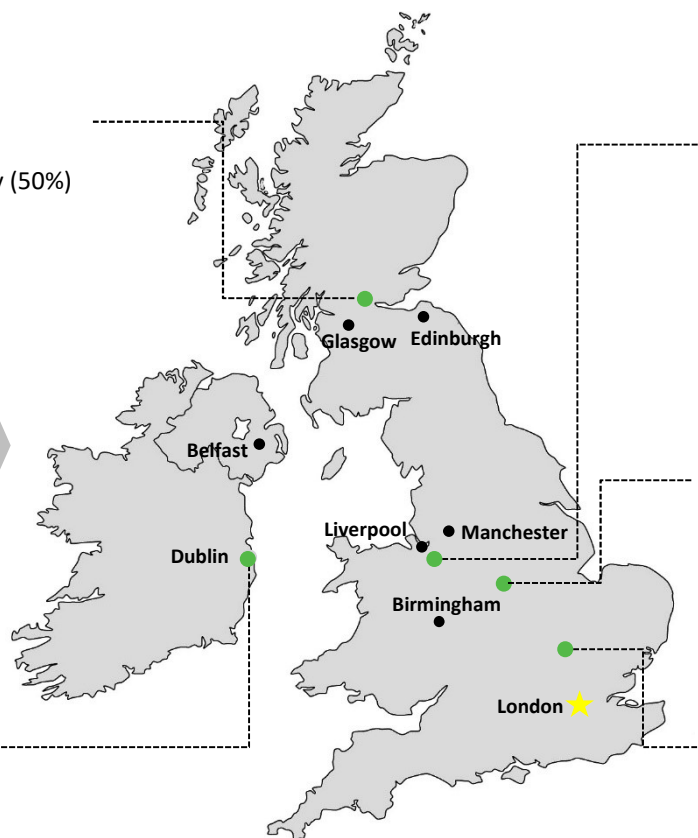 (50%)
Glasgow
Edinburgh
Belfast
Liverpool
Manchester
Dublin
Birmingham
London